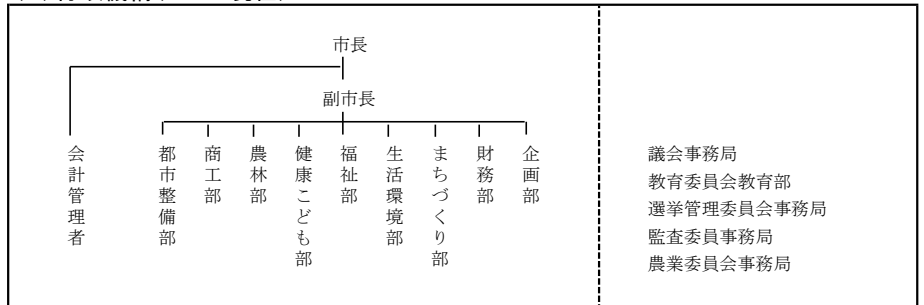 市長
副市長
会計管理者
都市整備部
商工部
農林部
健康こども部
福祉部
生活環境部
まちづくり部
財務部
企画部
議会事務局
教育委員会教育部
選挙管理委員会事務局
監査委員事務局
農業委員会事務局